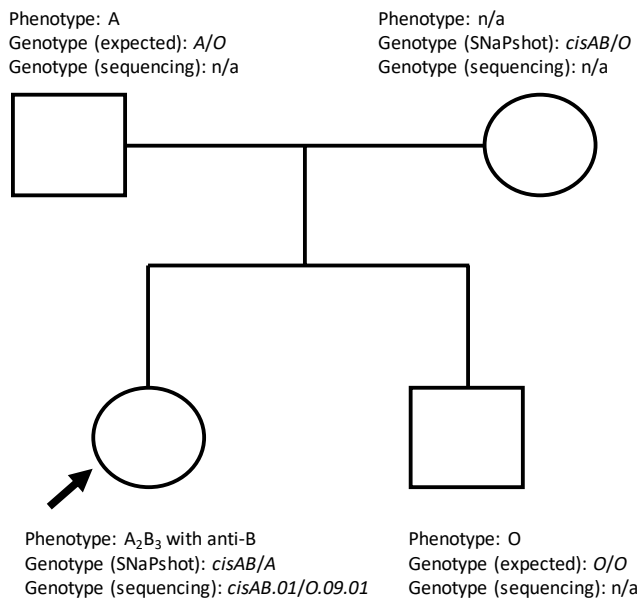 Phenotype: A
Genotype (expected): A/O
Genotype (sequencing): n/a
Phenotype: n/a
Genotype (SNaPshot): cisAB/O
Genotype (sequencing): n/a
Phenotype: A₂B₃ with anti-B
Genotype (SNaPshot): cisAB/A
Genotype (sequencing): cisAB.01/O.09.01
Phenotype: O
Genotype (expected): O/O
Genotype (sequencing): n/a